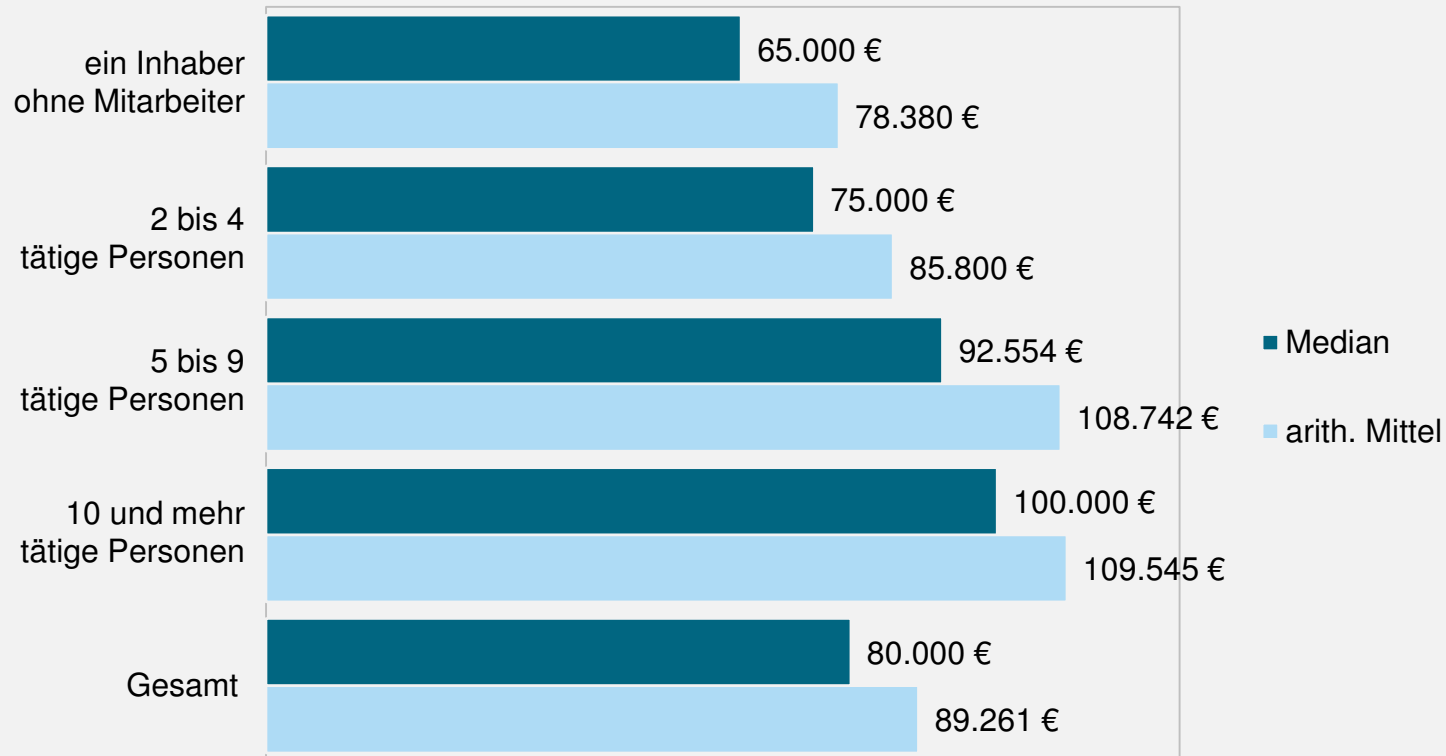 ein Inhaber
ohne Mitarbeiter
65.000 €
78.380 €
2 bis 4
tätige Personen
75.000 €
85.800 €
5 bis 9
tätige Personen
92.554 €
108.742 €
10 und mehr
tätige Personen
100.000 €
109.545 €
Gesamt
80.000 €
89.261 €
Median
arith. Mittel